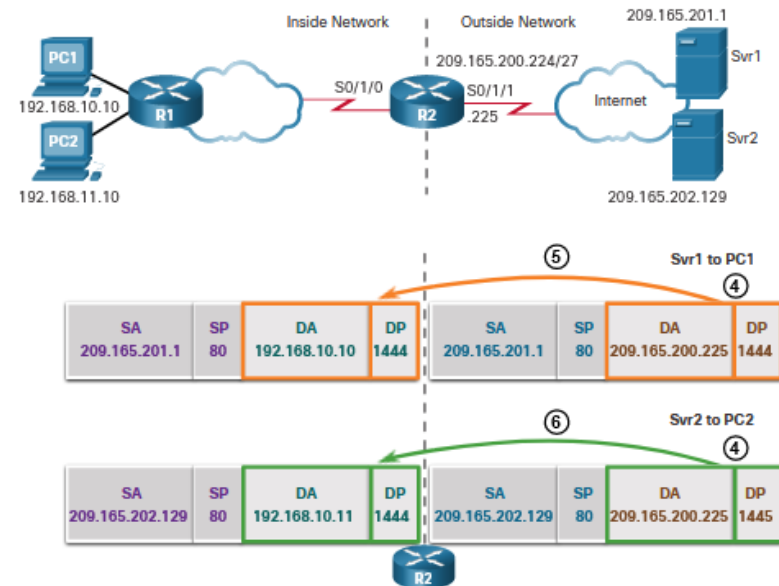 Inside Network
Outside Network
209.165.201.1
PC1
209.165.200.224/27
Svr1
S0/1/0
S0/1/1
192.168.10.10
R1
R2
.225
Internet
PC2
Svr2
192.168.11.10
209.165.202.129
Svr1 to PC1
5
4
SA SP DA DP SA SP DA DP
209.165.201.1 80 192.168.10.10 1444 209.165.201.1 80 209.165.200.225 1444
Svr2 to PC2
6
4
SA SP DA DP SA SP DA DP
209.165.202.129 80 192.168.10.11 1444 209.165.202.129 80 209.165.200.225 1445
R2